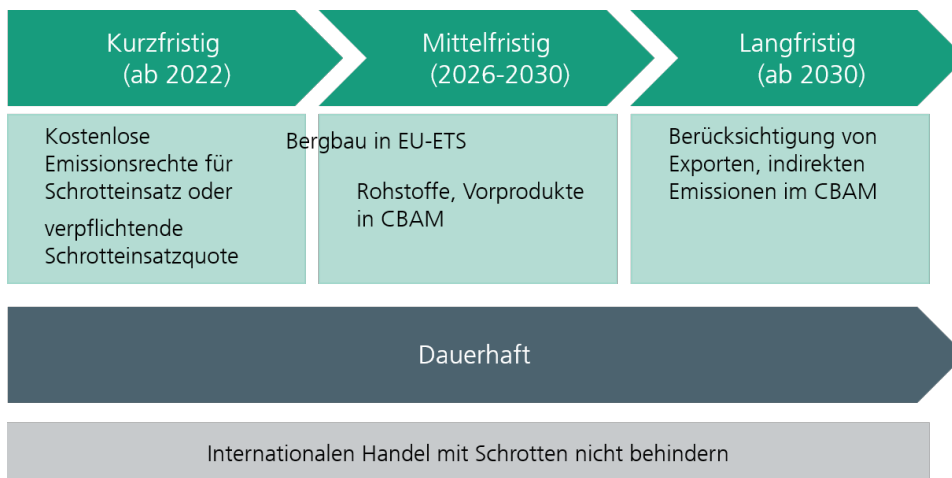 Kurzfristig
(ab 2022)
Mittelfristig
(2026-2030)
Langfristig
(ab 2030)
Kostenlose
Emissionsrechte für
Schrotteinsatz oder
verpflichtende
Schrotteinsatzquote
Bergbau in EU-ETS
Rohstoffe, Vorprodukte
in CBAM
Berücksichtigung von
Exporten, indirekten
Emissionen im CBAM
Dauerhaft
Internationalen Handel mit Schrotten nicht behindern